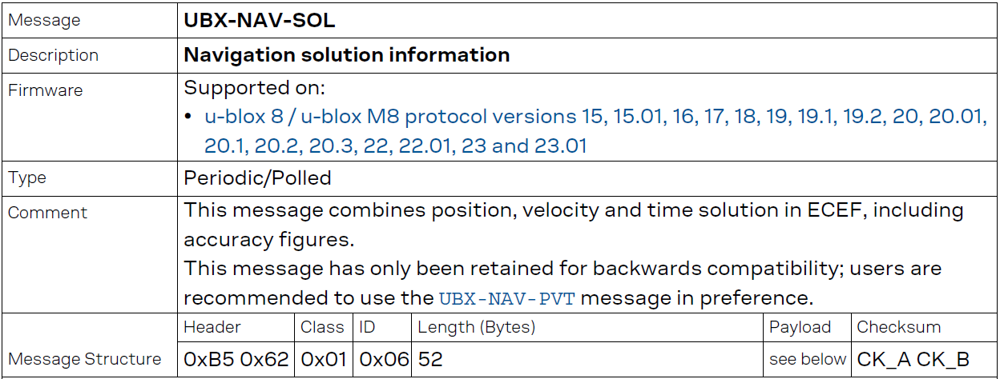 Message UBX-NAV-SOL
Description Navigation solution information
Firmware Supported on:
• u-blox 8 / u-blox M8 protocol versions 15, 15.01, 16, 17, 18, 19, 19.1, 19.2, 20, 20.01,
20.1, 20.2, 20.3, 22, 22.01, 23 and 23.01
Type Periodic/Polled
Comment This message combines position, velocity and time solution in ECEF, including
accuracy figures.
This message has only been retained for backwards compatibility; users are
recommended to use the UBX-NAV-PVT message in preference.
Header Class ID Length (Bytes) Payload Checksum
Message Structure 0xB5 0x62 0x01 0x06 52 see below CK_A CK_B